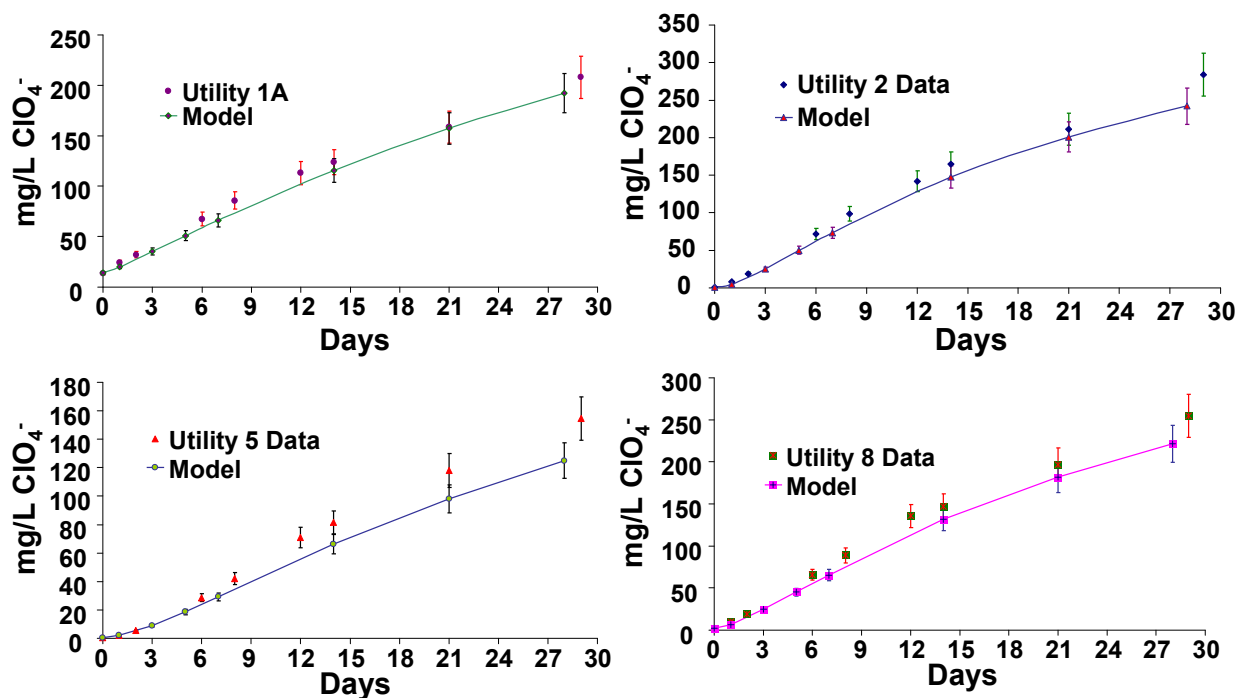 mg/L ClO₄⁻
250
200
150
100
50
0
Utility 1A
Model
0 3 6 9 12 15 18 21 24 27 30
Days
mg/L ClO₄⁻
350
300
250
200
150
100
50
0
Utility 2 Data
Model
0 3 6 9 12 15 18 21 24 27 30
Days
mg/L ClO₄⁻
180
160
140
120
100
80
60
40
20
0
Utility 5 Data
Model
0 3 6 9 12 15 18 21 24 27 30
Days
mg/L ClO₄⁻
300
250
200
150
100
50
0
Utility 8 Data
Model
0 3 6 9 12 15 18 21 24 27 30
Days